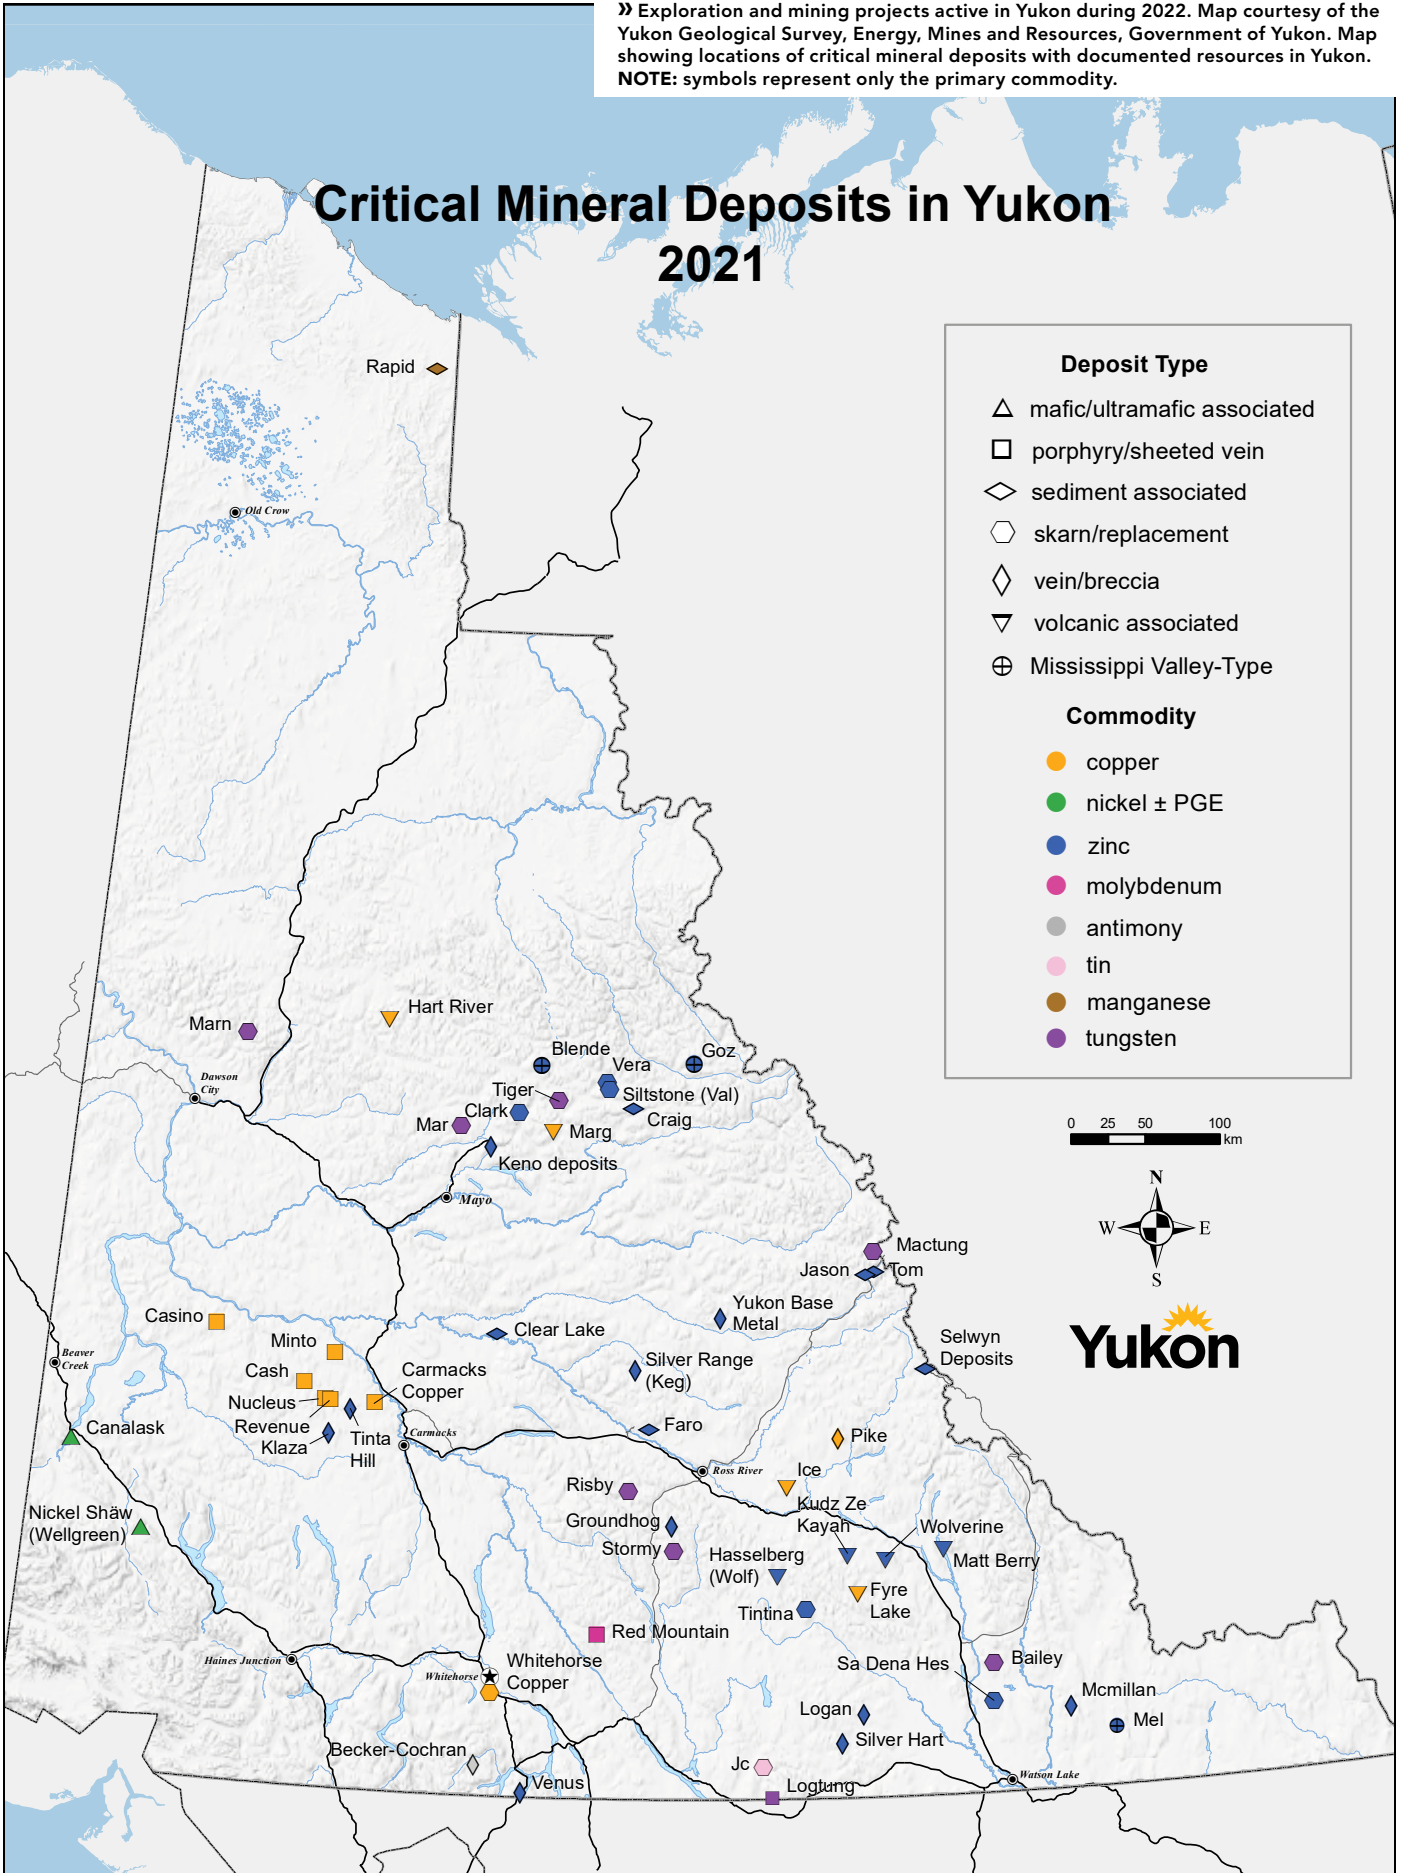 » Exploration and mining projects active in Yukon during 2022. Map courtesy of the
Yukon Geological Survey, Energy, Mines and Resources, Government of Yukon. Map
showing locations of critical mineral deposits with documented resources in Yukon.
NOTE: symbols represent only the primary commodity.
Critical Mineral Deposits in Yukon
2021
Deposit Type
mafic/ultramafic associated
porphyry/sheeted vein
sediment associated
skarn/replacement
vein/breccia
volcanic associated
Mississippi Valley-Type
Commodity
copper
nickel ± PGE
zinc
molybdenum
antimony
tin
manganese
tungsten
0 25 50 100
km
N
W E
S
Yukon
Rapid
Old Crow
Hart River
Marn
Dawson
City
Blende
Goz
Vera
Tiger
Siltstone (Val)
Clark
Craig
Mar
Marg
Keno deposits
Mayo
Mactung
Jason
Tom
Casino
Yukon Base
Metal
Clear Lake
Minto
Selwyn
Deposits
Beaver
Creek
Cash
Carmacks
Copper
Silver Range
(Keg)
Nucleus
Revenue
Klaza
Tinta
Hill
Canalask
Carmacks
Faro
Pike
Ross River
Ice
Risby
Kudz Ze
Kayah
Nickel Shäw
(Wellgreen)
Groundhog
Wolverine
Stormy
Hasselberg
(Wolf)
Matt Berry
Fyre
Lake
Tintina
Red Mountain
Haines Junction
Whitehorse
Whitehorse
Copper
Sa Dena Hes
Bailey
Mcmillan
Logan
Mel
Silver Hart
Becker-Cochran
Jc
Venus
Logtung
Watson Lake